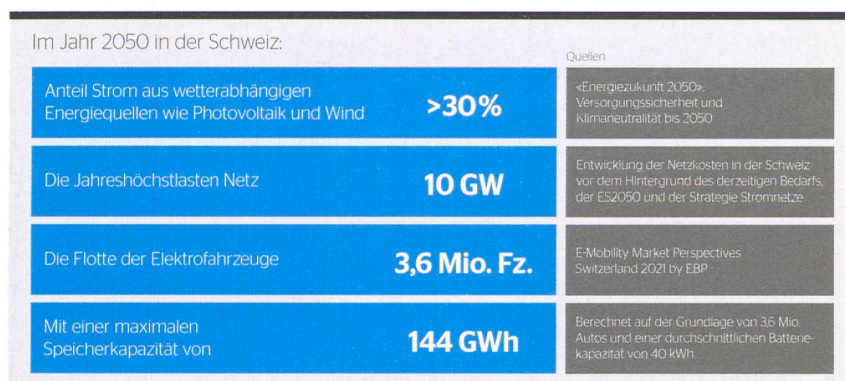 Im Jahr 2050 in der Schweiz:
Quellen
Anteil Strom aus wetterabhängigen
Energiequellen wie Photovoltaik und Wind
>30%
«Energiezukunft 2050»:
Versorgungssicherheit und
Klimaneutralität bis 2050
Die Jahreshöchstlasten Netz
10 GW
Entwicklung der Netzkosten in der Schweiz
vor dem Hintergrund des derzeitigen Bedarfs,
der ES2050 und der Strategie Stromnetze
Die Flotte der Elektrofahrzeuge
3,6 Mio. Fz.
E-Mobility Market Perspectives
Switzerland 2021 by EBP
Mit einer maximalen
Speicherkapazität von
144 GWh
Berechnet auf der Grundlage von 3,6 Mio.
Autos und einer durchschnittlichen Batterie-
kapazität von 40 kWh